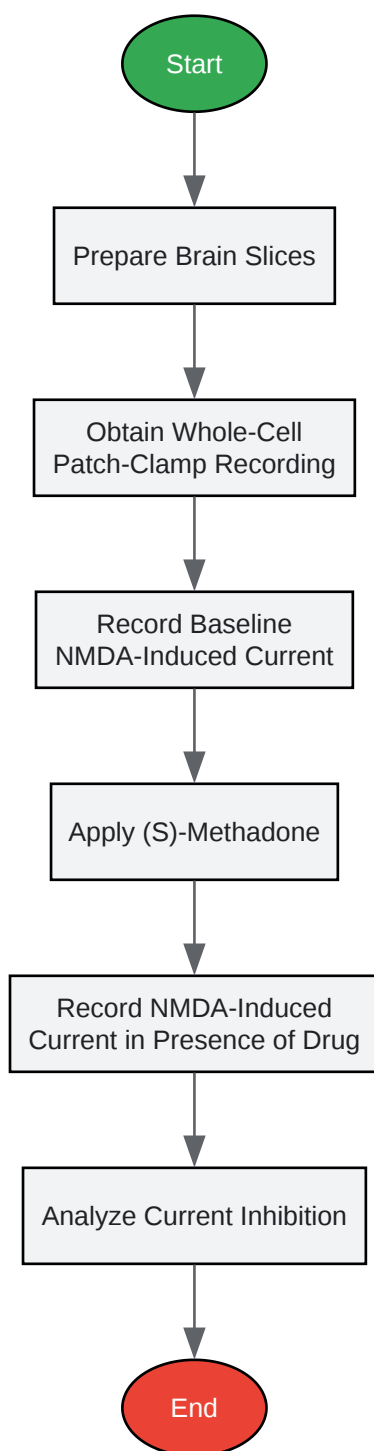 Start
Prepare Brain Slices
Obtain Whole-Cell
Patch-Clamp Recording
Record Baseline
NMDA-Induced Current
Apply (S)-Methadone
Record NMDA-Induced
Current in Presence of Drug
Analyze Current Inhibition
End